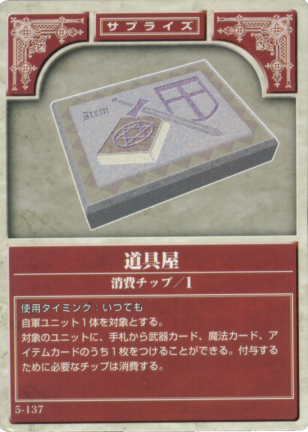 サプライズ
Item
道具屋
消費チップ／1
使用タイミング：いつても
自軍ユニット1体を対象とする。
対象のユニットに、手札から武器カード、魔法カード、ア
イテムカードのうち1枚をつけることができる。付与する
ために必要なチップは消費する。
5-137